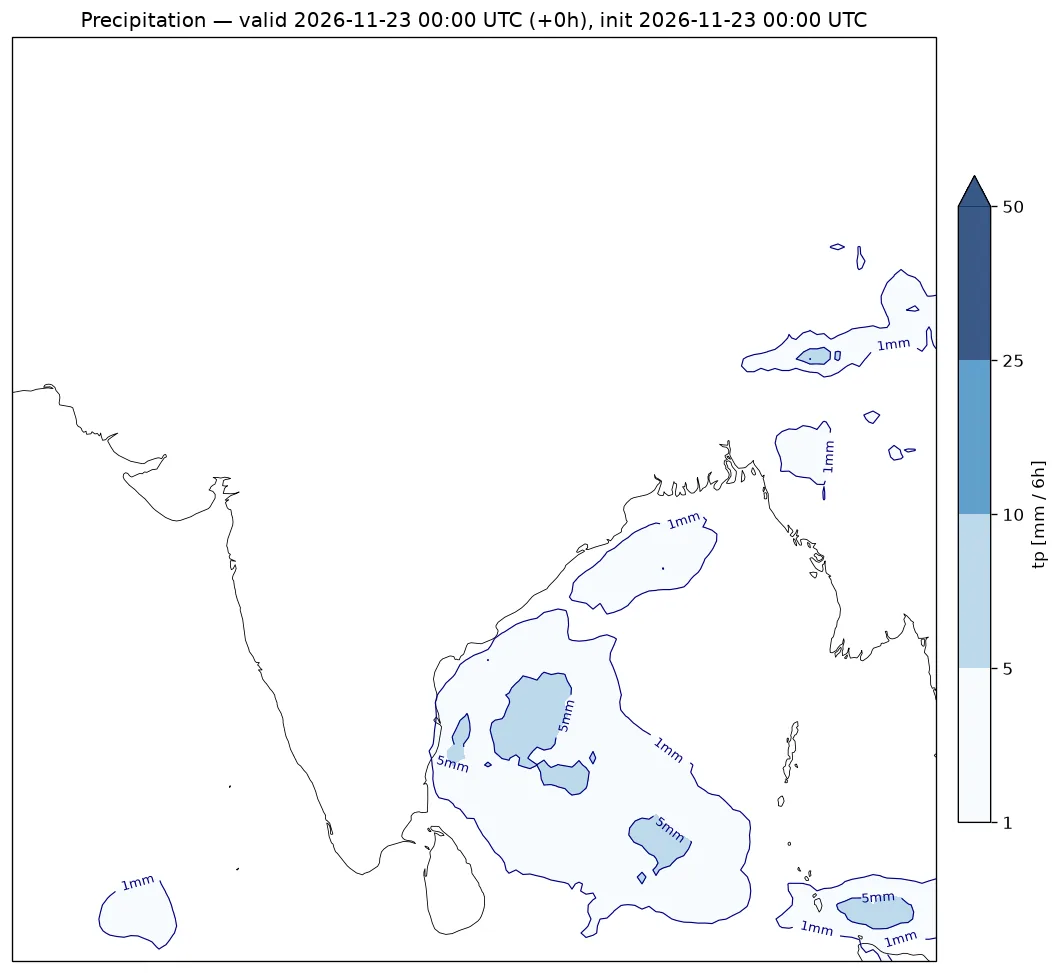 Precipitation — valid 2026-11-23 00:00 UTC (+0h), init 2026-11-23 00:00 UTC
50
25
10
5
1
tp [mm / 6h]
1mm
1mm
1mm
5mm
1mm
5mm
5mm
1mm
5mm
1mm
1mm